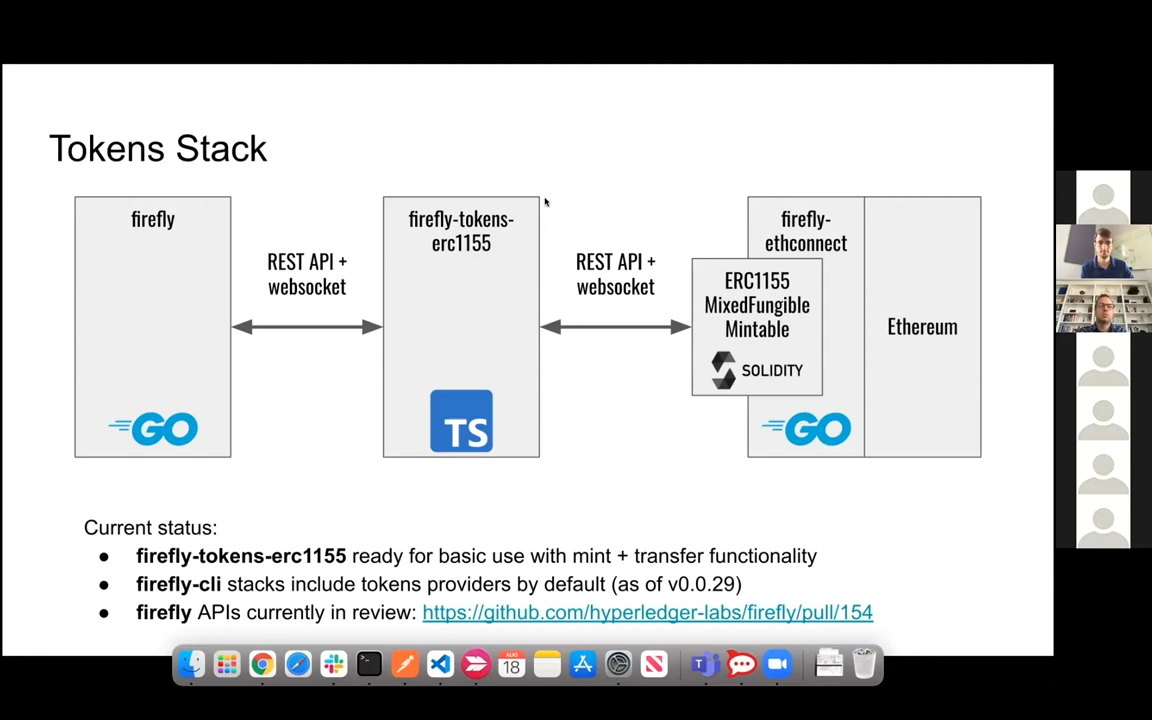 Tokens Stack
firefly
REST API +
websocket
firefly-tokens-
erc1155
REST API +
websocket
firefly-
ethconnect
ERC1155
MixedFungible
Mintable
SOLIDITY
Ethereum
GO
TS
GO
Current status:
● firefly-tokens-erc1155 ready for basic use with mint + transfer functionality
● firefly-cli stacks include tokens providers by default (as of v0.0.29)
● firefly APIs currently in review: https://github.com/hyperledger-labs/firefly/pull/154
AUG
18